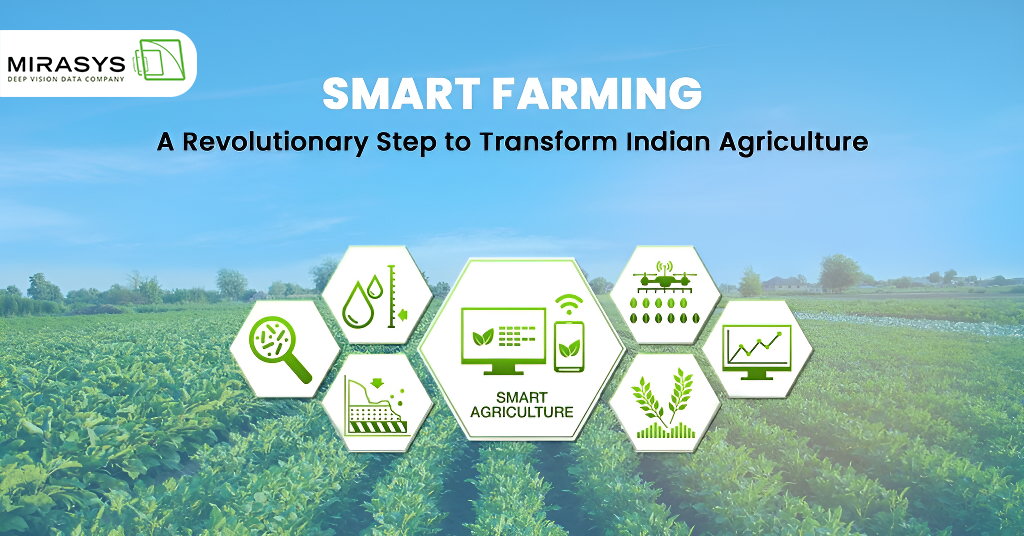 MIRASYS
DEEP VISION DATA COMPANY
SMART FARMING
A Revolutionary Step to Transform Indian Agriculture
SMART
AGRICULTURE